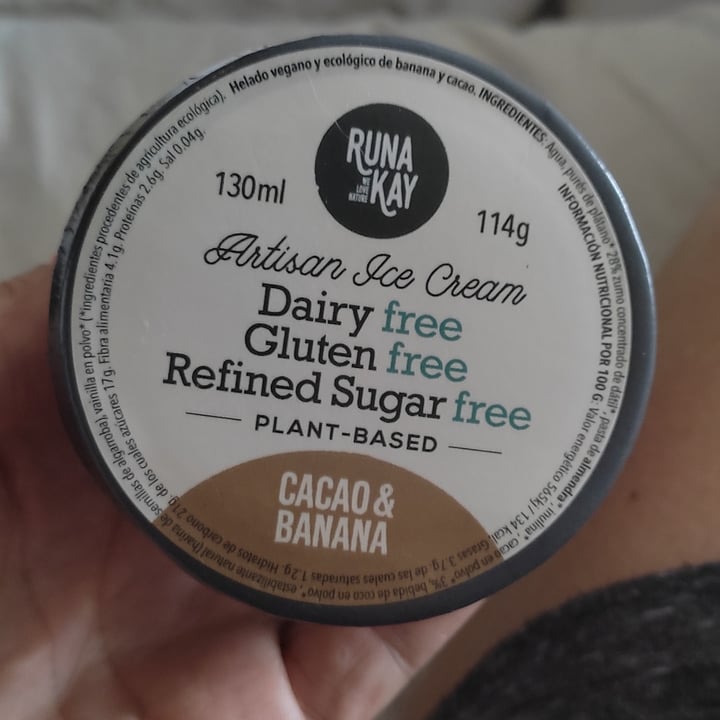 Helado vegano y ecológico de banana y cacao. INGREDIENTES: Agua, purés de plátano* 28% zumo concentrado de dátil*, pasta de almendra*, inulina*, cacao en polvo* 3%, bebida de coco en polvo*, estabilizante natural (harina de semillas de algarroba), vainilla en polvo* (*ingredientes procedentes de agricultura ecológica).
INFORMACIÓN NUTRICIONAL POR 100 G: Valor energético 565kj / 134 kcal; Grasas 3.7g. de las cuales saturadas 1.2g. Hidratos de carbono 21g. de los cuales azúcares 17g. Fibra alimentaria 4.1g. Proteínas 2.6g. Sal 0.04g.
RUNA
WE
LOVE
NATURE
KAY
130ml
114g
Artisan Ice Cream
Dairy free
Gluten free
Refined Sugar free
PLANT-BASED
CACAO &
BANANA